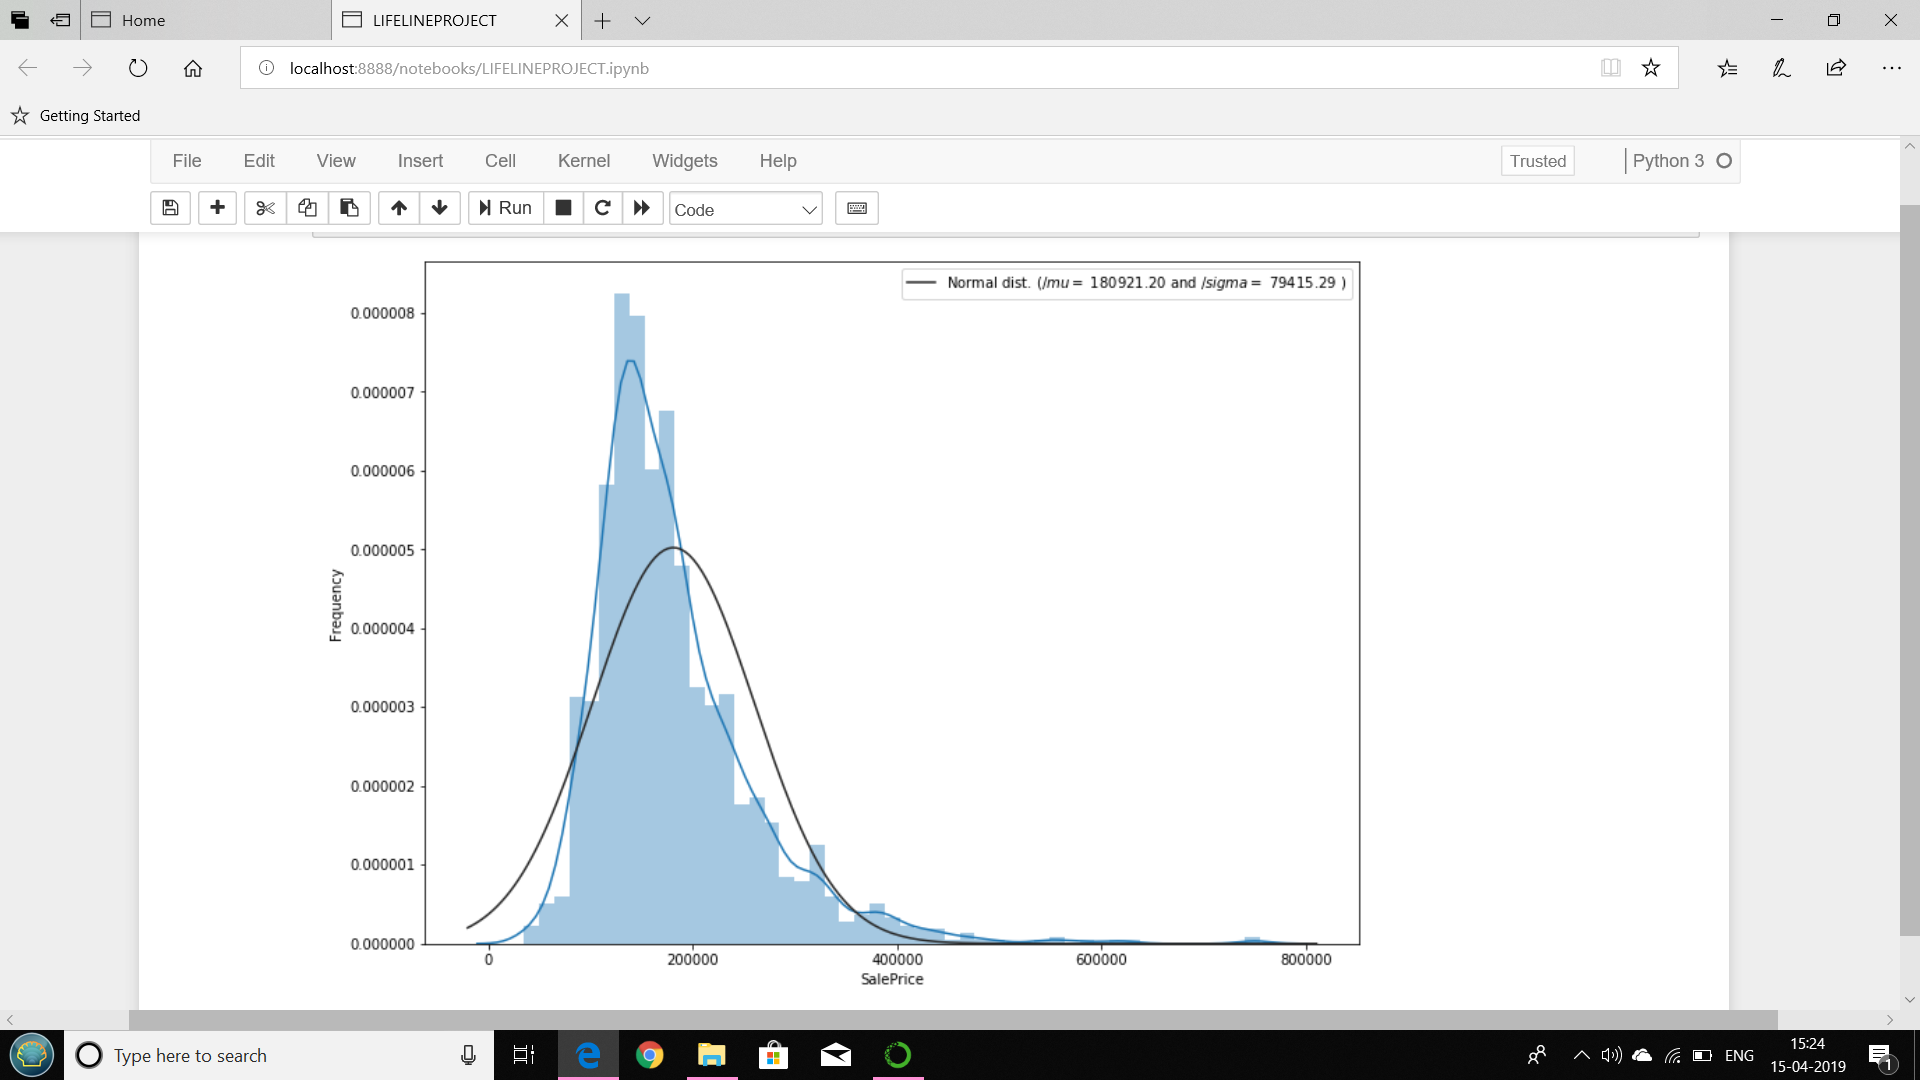 Home
LIFELINEPROJECT
localhost:8888/notebooks/LIFELINEPROJECT.ipynb
Getting Started
File Edit View Insert Cell Kernel Widgets Help
Trusted
Python 3
Run
Code
Normal dist. (/mu = 180921.20 and /sigma = 79415.29 )
0.000008
0.000007
0.000006
0.000005
0.000004
0.000003
0.000002
0.000001
0.000000
Frequency
0 200000 400000 600000 800000
SalePrice
Type here to search
ENG
15:24
15-04-2019
1